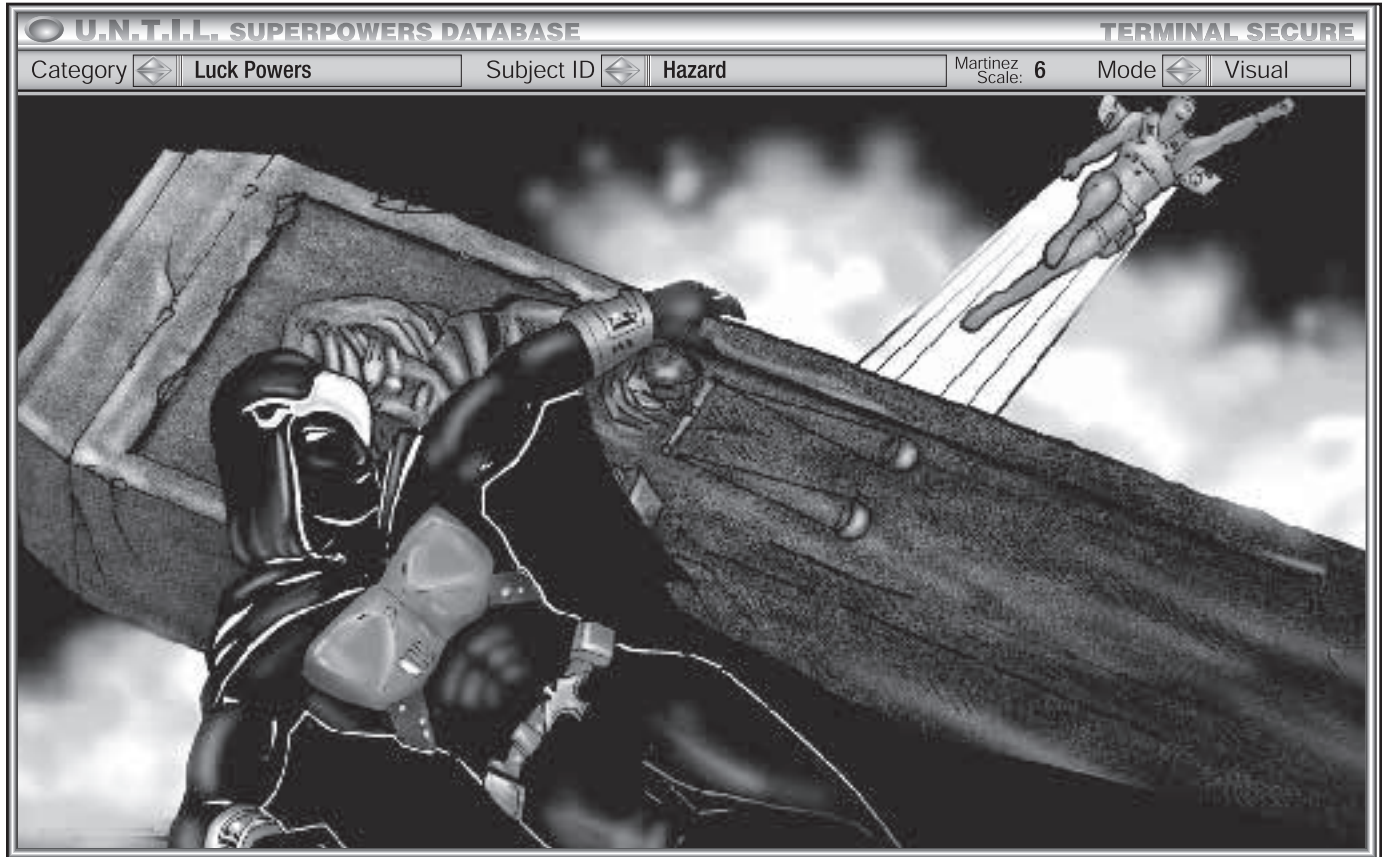 U.N.T.I.L. SUPERPOWERS DATABASE TERMINAL SECURE
Category Luck Powers Subject ID Hazard Martinez Scale: 6 Mode Visual